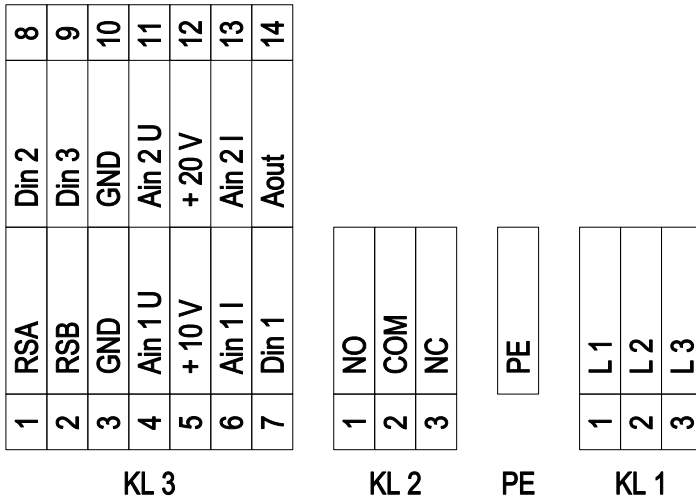 8 9 10 11 12 13 14
Din 2 Din 3 GND Ain 2 U + 20 V Ain 2 I Aout
RSA RSB GND Ain 1 U + 10 V Ain 1 I Din 1
1 2 3 4 5 6 7
KL 3
NO COM NC
1 2 3
KL 2
PE
PE
L 1 L 2 L 3
1 2 3
KL 1